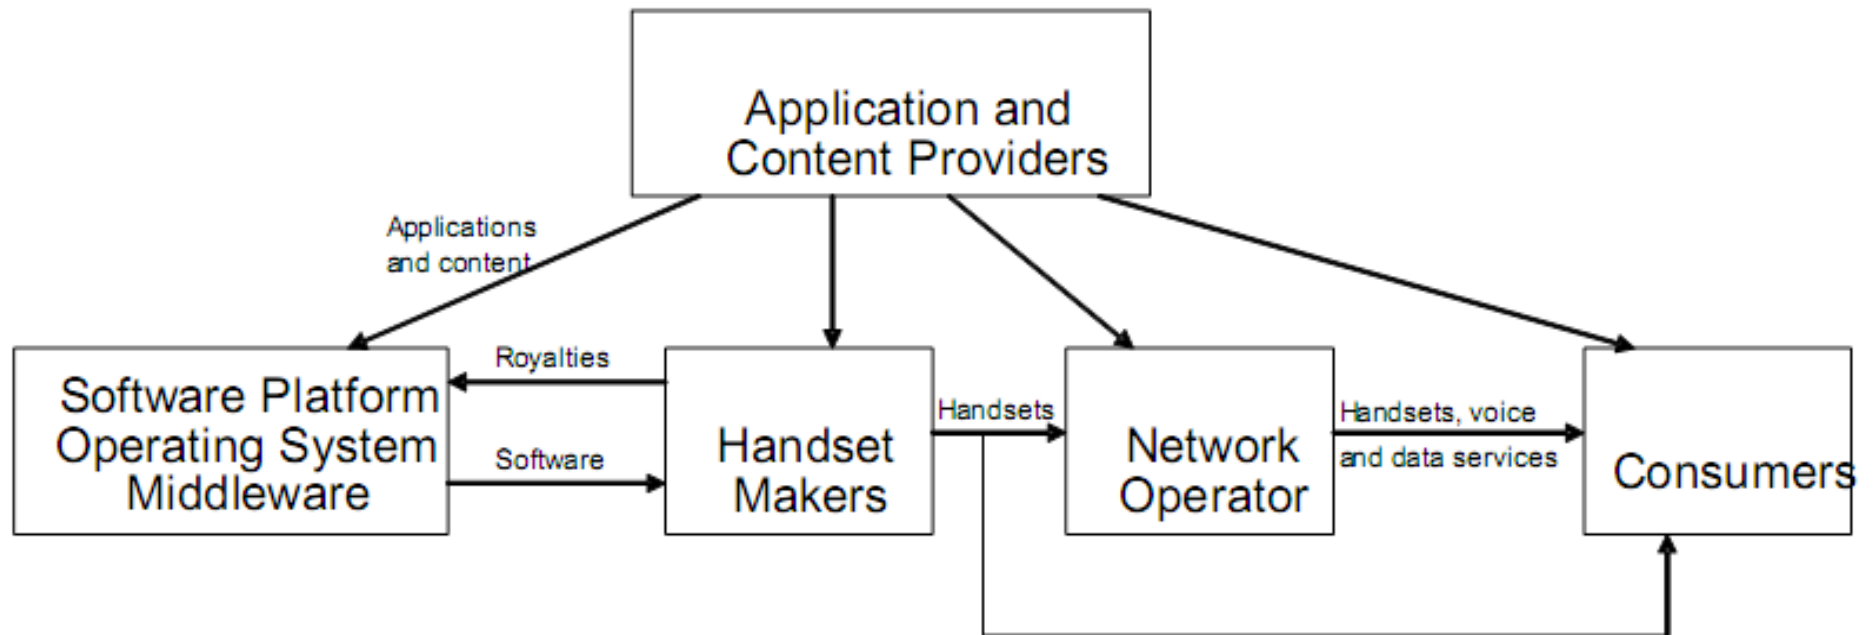 Application and
Content Providers
Applications
and content
Royalties
Software Platform
Operating System
Middleware
Software
Handset
Makers
Handsets
Network
Operator
Handsets, voice
and data services
Consumers